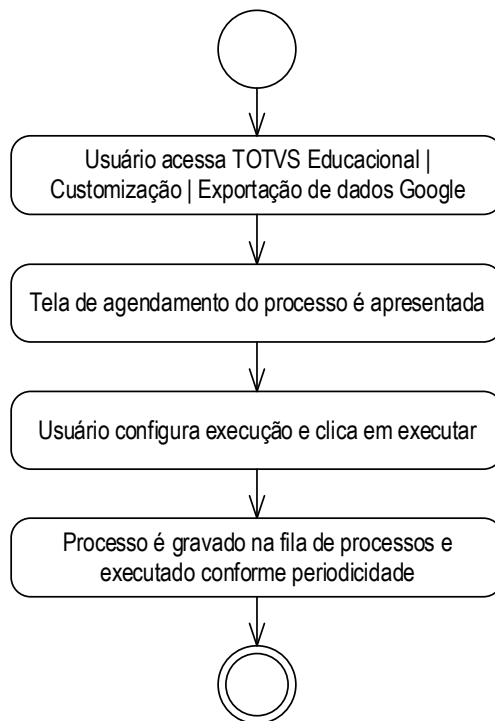 Usuário acessa TOTVS Educacional |
Customização | Exportação de dados Google
Tela de agendamento do processo é apresentada
Usuário configura execução e clica em executar
Processo é gravado na fila de processos e
executado conforme periodicidade